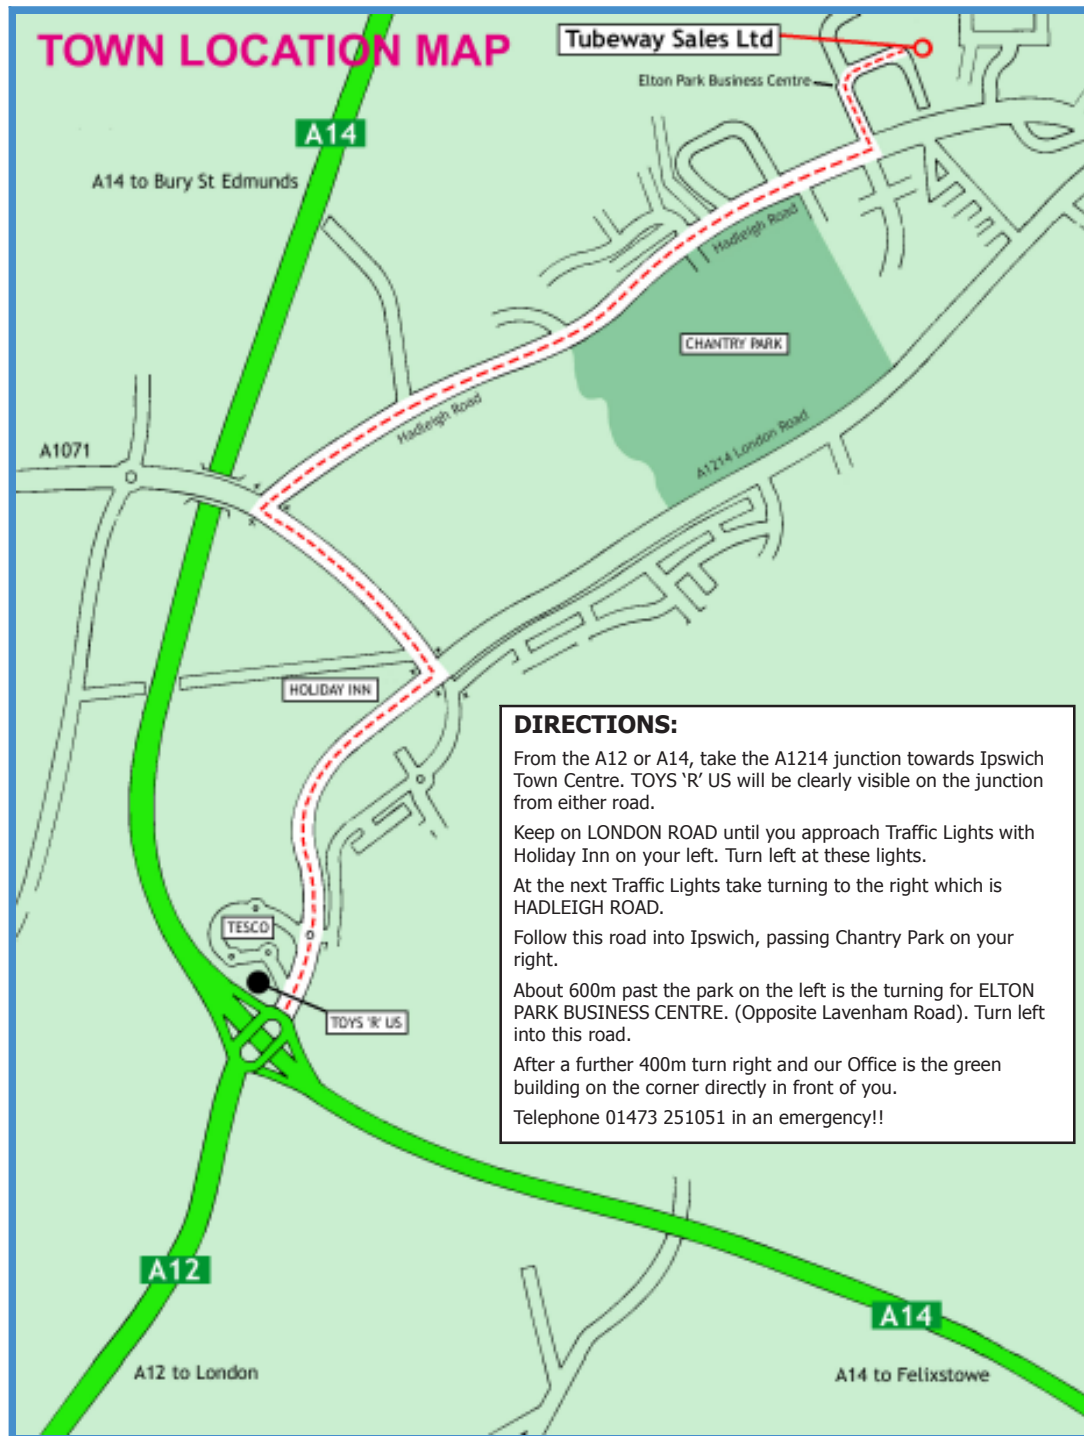 TOWN LOCATION MAP
Tubeway Sales Ltd
Elton Park Business Centre
A14
A14 to Bury St Edmunds
Hadleigh Road
CHANTRY PARK
Hadleigh Road
A1214 London Road
A1071
HOLIDAY INN
DIRECTIONS:
From the A12 or A14, take the A1214 junction towards Ipswich
Town Centre. TOYS ‘R’ US will be clearly visible on the junction
from either road.
Keep on LONDON ROAD until you approach Traffic Lights with
Holiday Inn on your left. Turn left at these lights.
At the next Traffic Lights take turning to the right which is
HADLEIGH ROAD.
Follow this road into Ipswich, passing Chantry Park on your
right.
About 600m past the park on the left is the turning for ELTON
PARK BUSINESS CENTRE. (Opposite Lavenham Road). Turn left
into this road.
After a further 400m turn right and our Office is the green
building on the corner directly in front of you.
Telephone 01473 251051 in an emergency!!
TESCO
TOYS 'R' US
A12
A14
A12 to London
A14 to Felixstowe